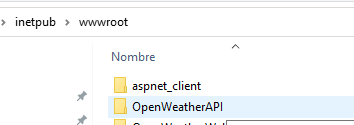 inetpub > wwwroot
Nombre
aspnet_client
OpenWeatherAPI